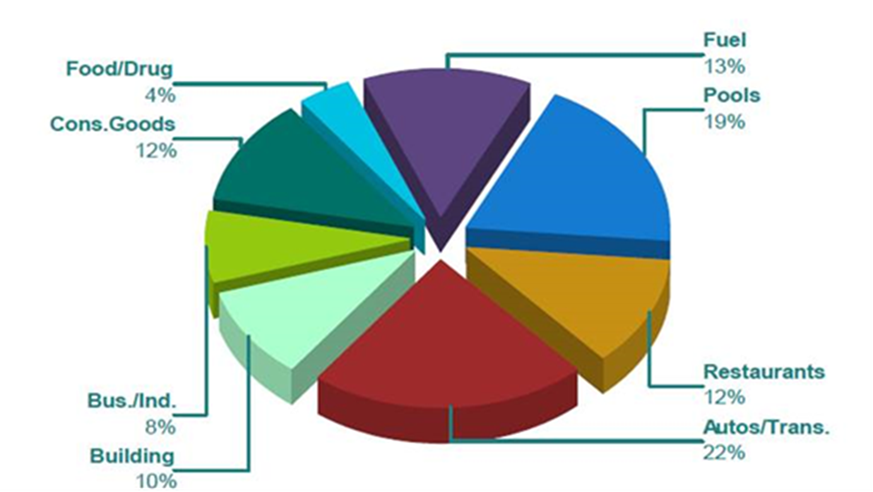 Fuel
13%
Food/Drug
4%
Pools
19%
Cons.Goods
12%
Restaurants
12%
Bus./Ind.
8%
Autos/Trans.
22%
Building
10%